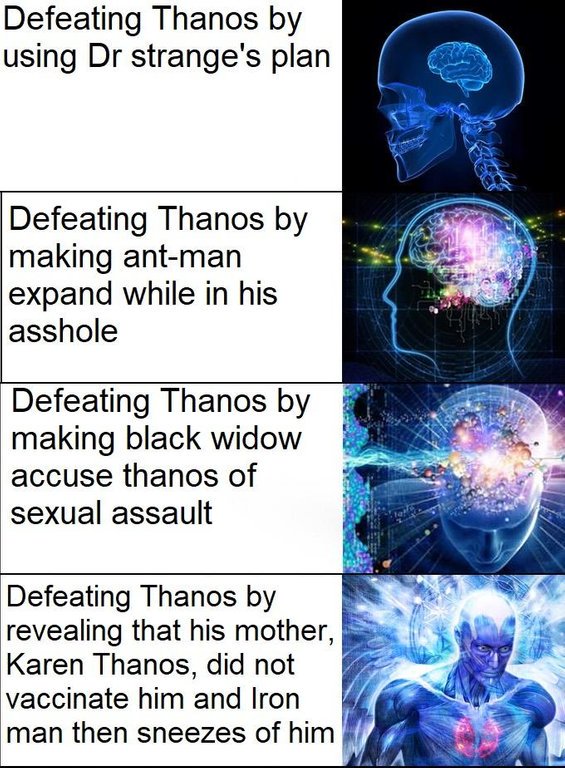 Defeating Thanos by
using Dr strange's plan
Defeating Thanos by
making ant-man
expand while in his
asshole
Defeating Thanos by
making black widow
accuse thanos of
sexual assault
Defeating Thanos by
revealing that his mother,
Karen Thanos, did not
vaccinate him and Iron
man then sneezes of him